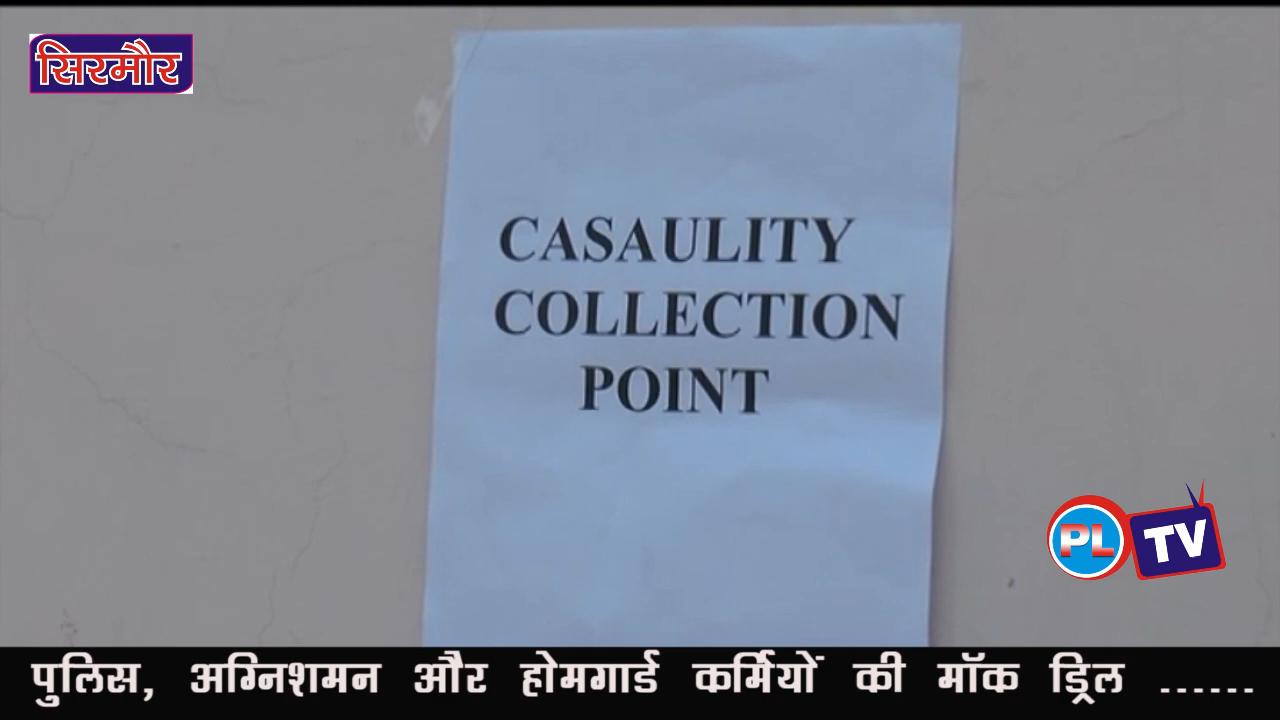 सिरमौर
CASAULITY
COLLECTION
POINT
PL TV
पुलिस, अग्निशमन और होमगार्ड कर्मियों की मॉक ड्रिल ......